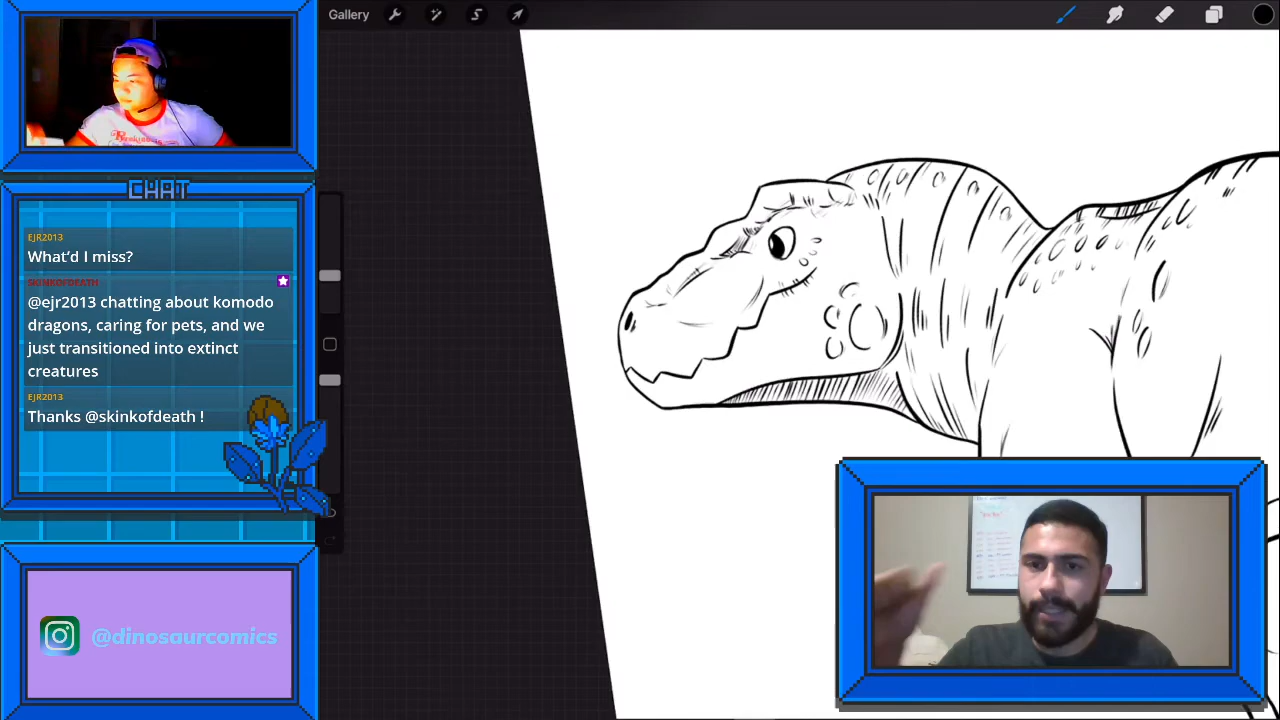 Gallery
CHAT
EJR2013
What'd I miss?
SKINKOFDEATH
@ejr2013 chatting about komodo
dragons, caring for pets, and we
just transitioned into extinct
creatures
EJR2013
Thanks @skinkofdeath !
@dinosaurcomics